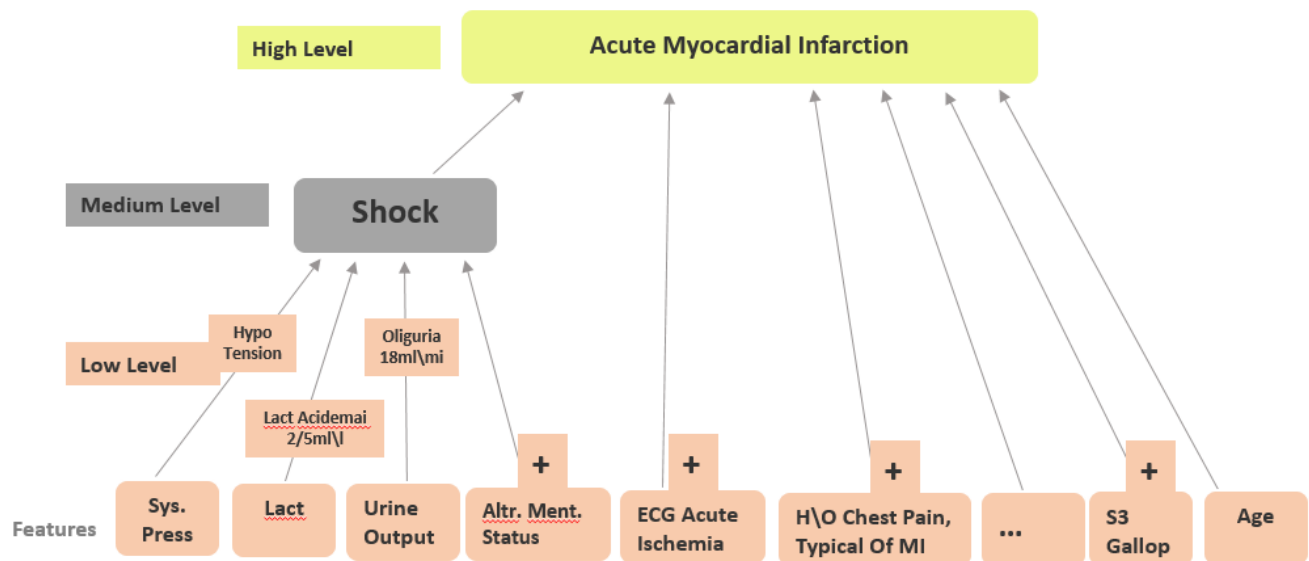 High Level
Acute Myocardial Infarction
Medium Level
Shock
Low Level
Hypo
Tension
Oliguria
18ml\mi
Lact Acidemai
2/5ml\l
+
+
+
+
Features
Sys.
Press
Lact
Urine
Output
Altr. Ment.
Status
ECG Acute
Ischemia
H\O Chest Pain,
Typical Of MI
...
S3
Gallop
Age